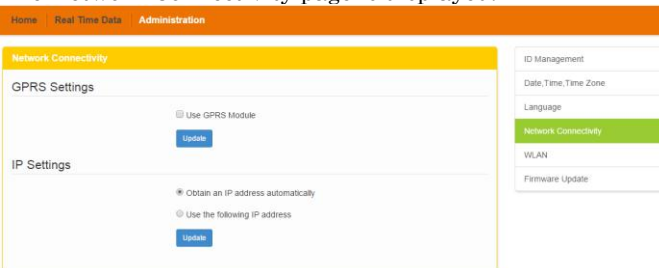 Home Real Time Data Administration
Network Connectivity
GPRS Settings
Use GPRS Module
Update
IP Settings
Obtain an IP address automatically
Use the following IP address
Update
ID Management
Date,Time,Time Zone
Language
Network Connectivity
WLAN
Firmware Update